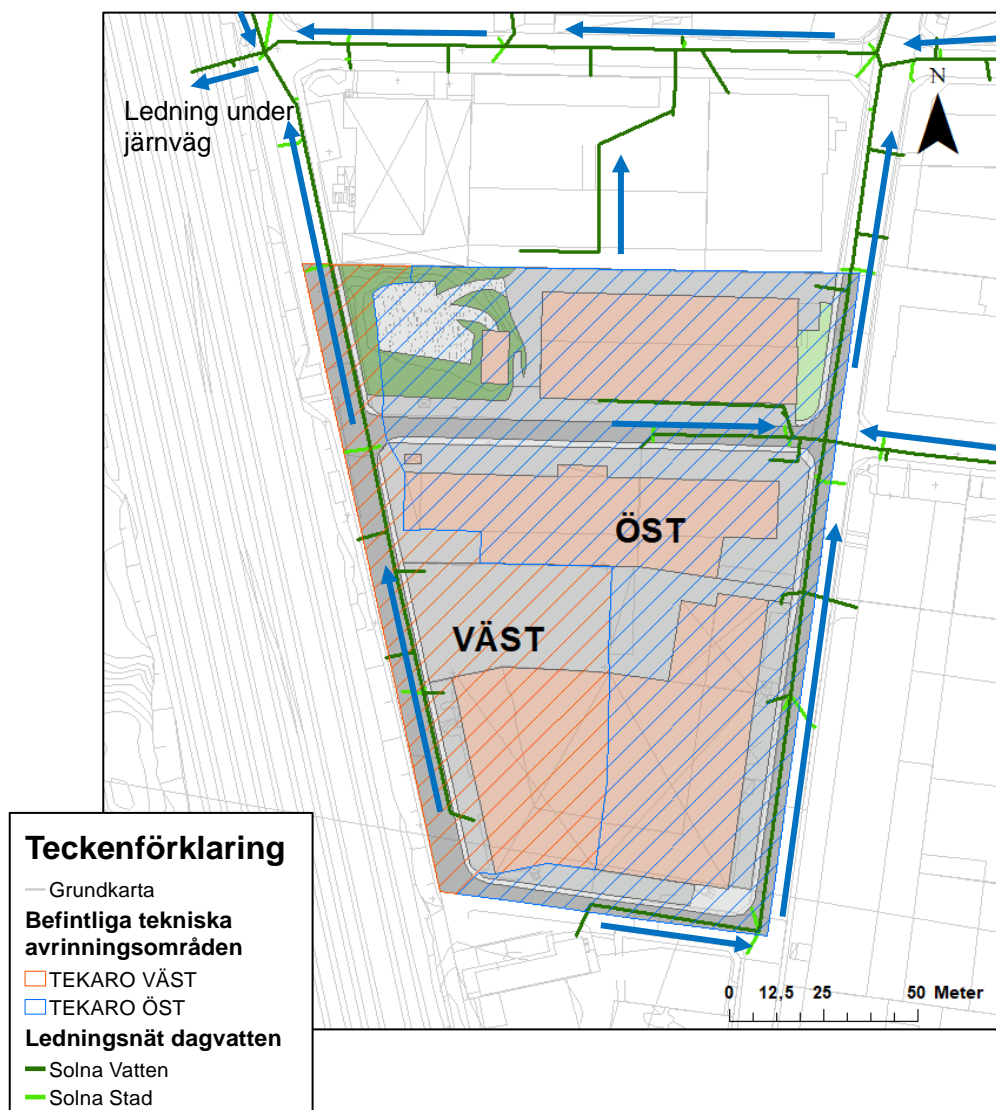 Ledning under
järnväg
N
ÖST
VÄST
0 12,5 25 50 Meter
Teckenförklaring
Grundkarta
Befintliga tekniska
avrinningsområden
TEKARO VÄST
TEKARO ÖST
Ledningsnät dagvatten
Solna Vatten
Solna Stad